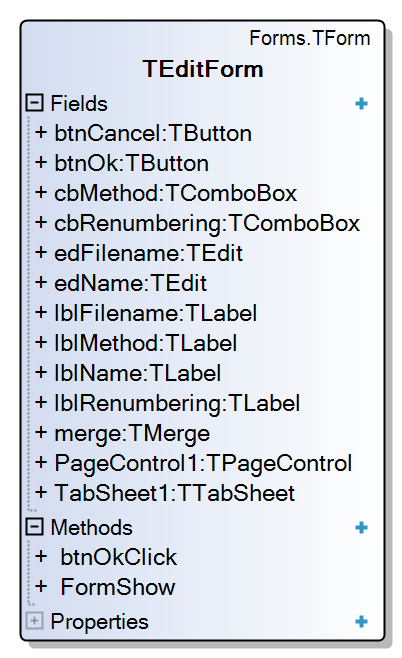 Forms.TForm
TEditForm
Fields
+ btnCancel:TButton
+ btnOk:TButton
+ cbMethod:TComboBox
+ cbRenumbering:TComboBox
+ edFilename:TEdit
+ edName:TEdit
+ lblFilename:TLabel
+ lblMethod:TLabel
+ lblName:TLabel
+ lblRenumbering:TLabel
+ merge:TMerge
+ PageControl1:TPageControl
+ TabSheet1:TTabSheet
Methods
+ btnOkClick
+ FormShow
Properties